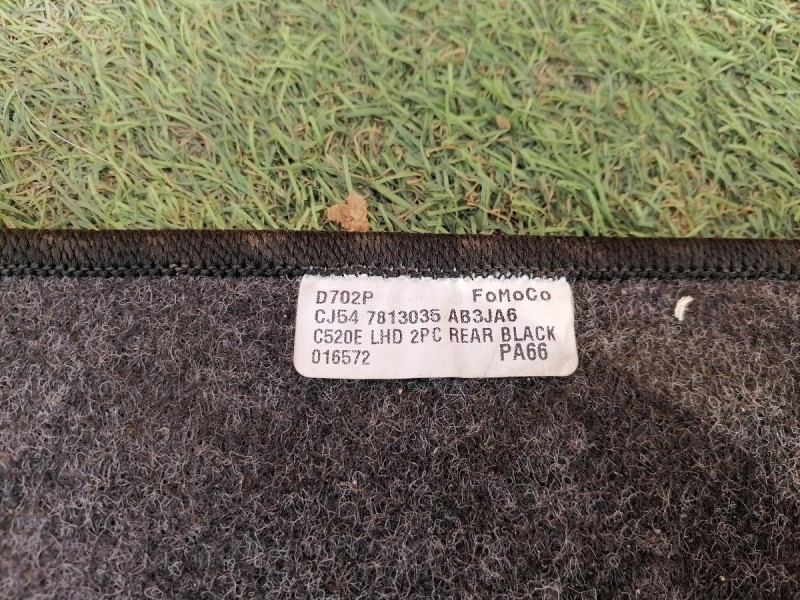 D702P FoMoCo
CJ54 7813035 AB3JA6
C520E LHD 2PC REAR BLACK
016572 PA66